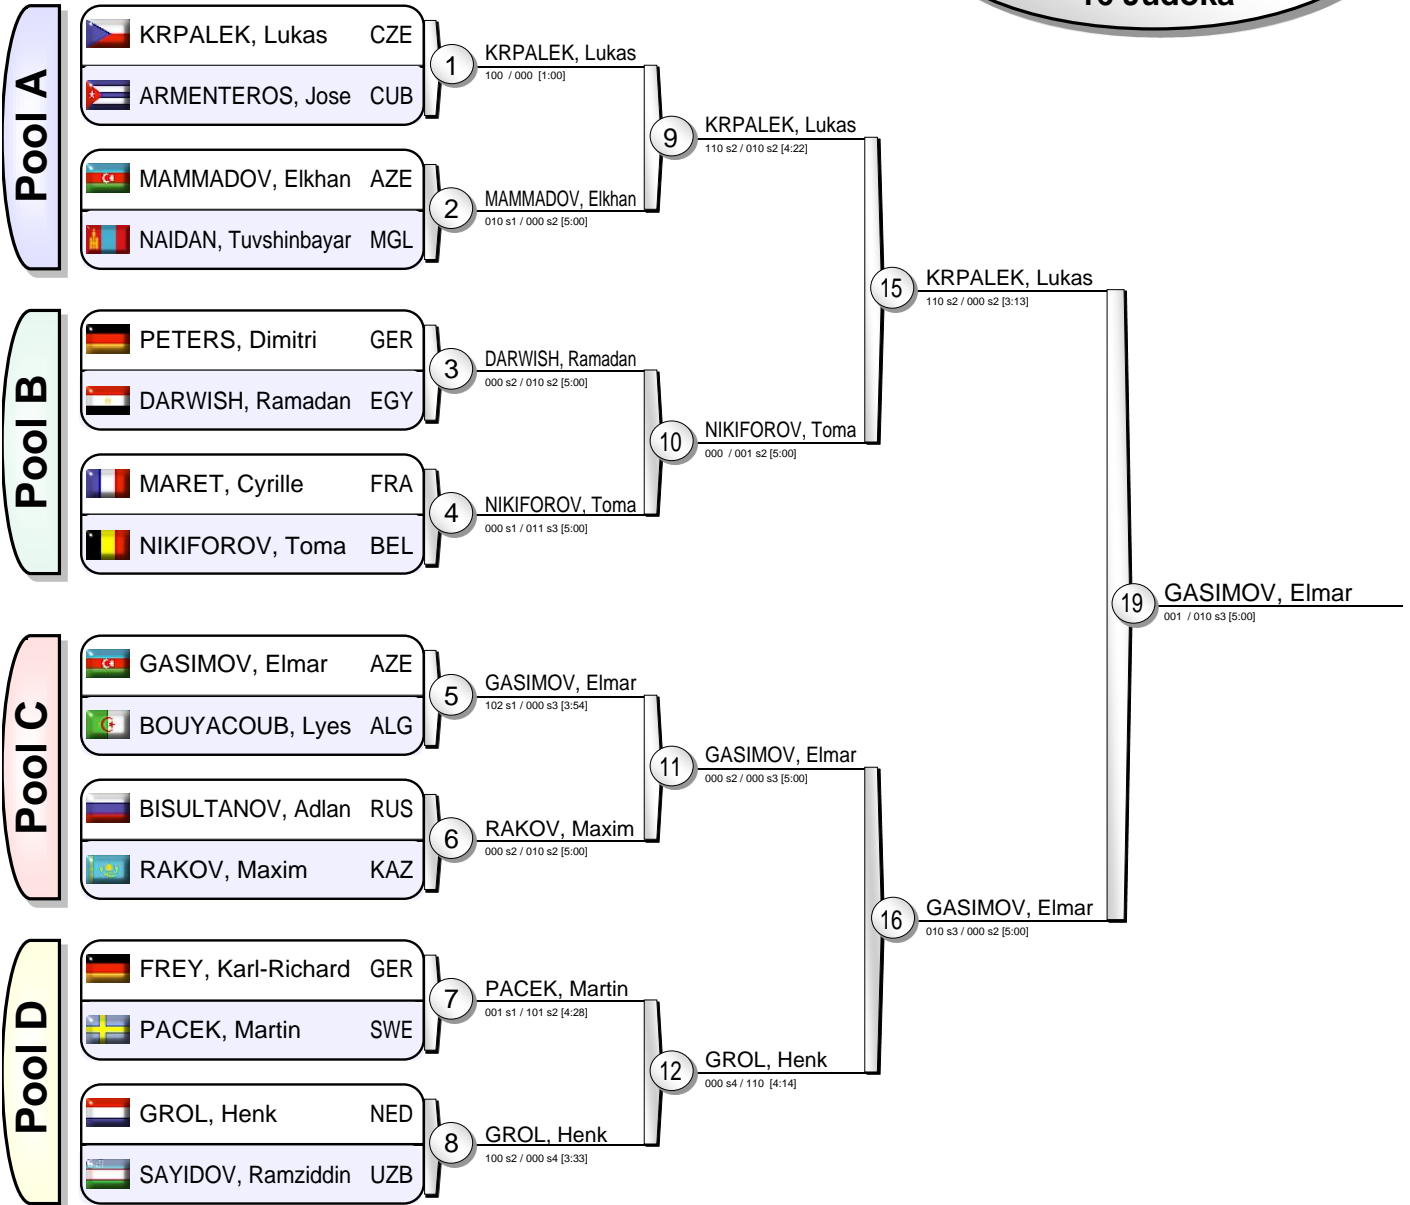 16 Judoka
Pool A
KRPALEK, Lukas CZE
ARMENTEROS, Jose CUB
MAMMADOV, Elkhan AZE
NAIDAN, Tuvshinbayar MGL
Pool B
PETERS, Dimitri GER
DARWISH, Ramadan EGY
MARET, Cyrille FRA
NIKIFOROV, Toma BEL
Pool C
GASIMOV, Elmar AZE
BOUYACOUB, Lyes ALG
BISULTANOV, Adlan RUS
RAKOV, Maxim KAZ
Pool D
FREY, Karl-Richard GER
PACEK, Martin SWE
GROL, Henk NED
SAYIDOV, Ramziddin UZB
1
KRPALEK, Lukas
100 / 000 [1:00]
2
MAMMADOV, Elkhan
010 s1 / 000 s2 [5:00]
3
DARWISH, Ramadan
000 s2 / 010 s2 [5:00]
4
NIKIFOROV, Toma
000 s1 / 011 s3 [5:00]
5
GASIMOV, Elmar
102 s1 / 000 s3 [3:54]
6
RAKOV, Maxim
000 s2 / 010 s2 [5:00]
7
PACEK, Martin
001 s1 / 101 s2 [4:28]
8
GROL, Henk
100 s2 / 000 s4 [3:33]
9
KRPALEK, Lukas
110 s2 / 010 s2 [4:22]
10
NIKIFOROV, Toma
000 / 001 s2 [5:00]
11
GASIMOV, Elmar
000 s2 / 000 s3 [5:00]
12
GROL, Henk
000 s4 / 110 [4:14]
15
KRPALEK, Lukas
110 s2 / 000 s2 [3:13]
16
GASIMOV, Elmar
010 s3 / 000 s2 [5:00]
19
GASIMOV, Elmar
001 / 010 s3 [5:00]